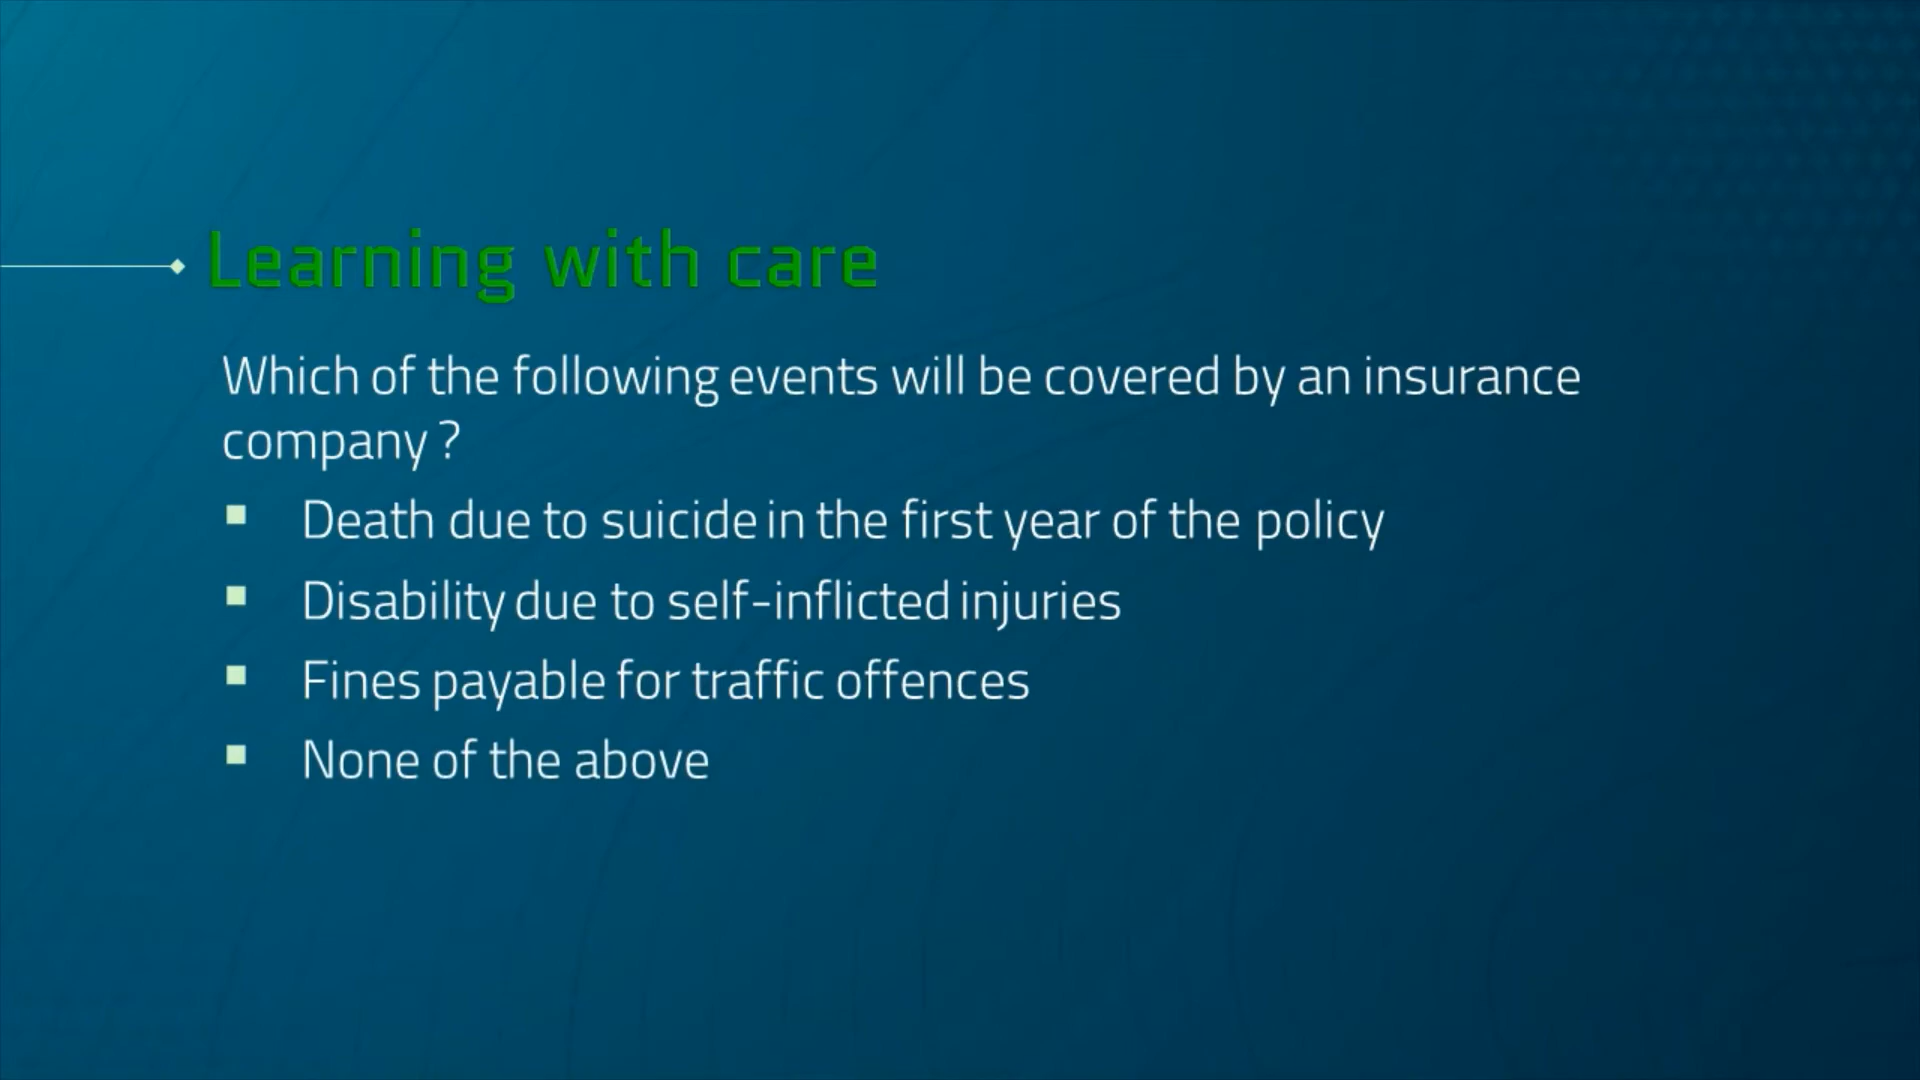 Learning with care
Which of the following events will be covered by an insurance
company ?
Death due to suicide in the first year of the policy
Disability due to self-inflicted injuries
Fines payable for traffic offences
None of the above